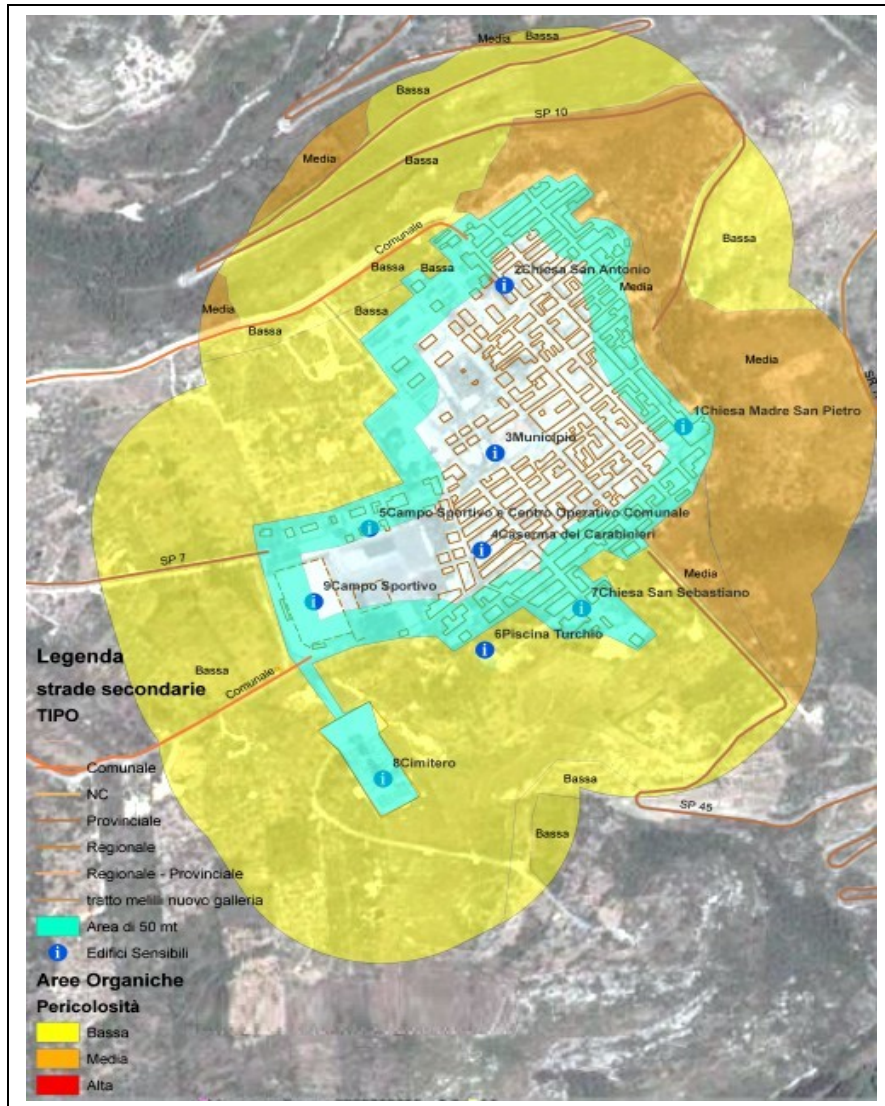 Media
Bassa
Bassa
SP 10
Media
Bassa
Comunale
Bassa
Bassa
Bassa
2Chiesa San Antonio
Media
Media
Bassa
Bassa
Media
1Chiesa Madre San Pietro
3Municipio
5Campo Sportivo e Centro Operativo Comunale
4Caserma dei Carabinieri
SP 7
Media
9Campo Sportivo
7Chiesa San Sebastiano
6Piscina Turchio
Bassa
Comunale
8Cimitero
Bassa
SP 45
Bassa
Legenda
strade secondarie
TIPO
Comunale
NC
Provinciale
Regionale
Regionale - Provinciale
tratto melilli nuovo galleria
Area di 50 mt
Edifici Sensibili
Aree Organiche
Pericolosità
Bassa
Media
Alta